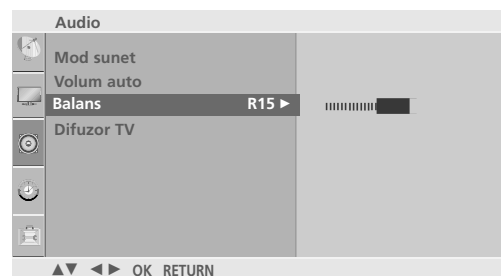 Audio
Mod sunet
Volum auto
Balans R15 ►
Difuzor TV
▲▼ ◄► OK RETURN